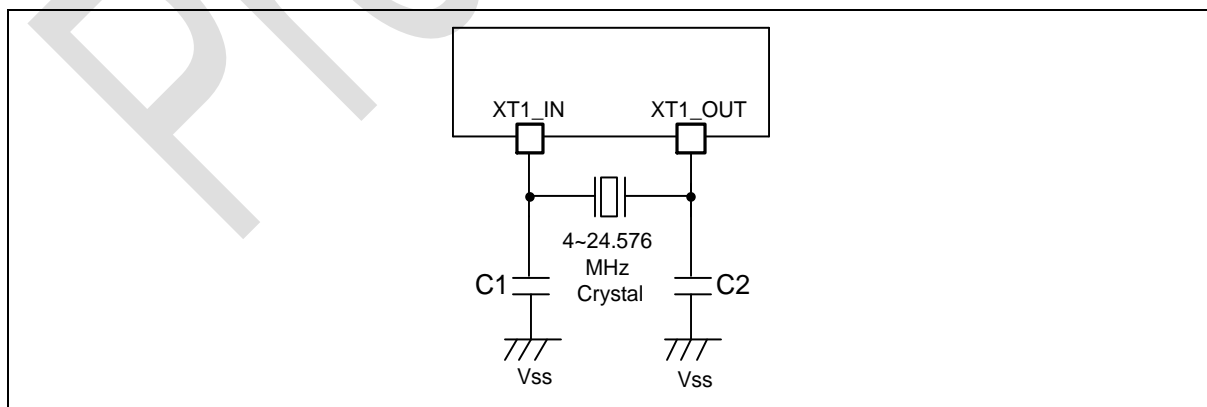 XT1_IN XT1_OUT
4~24.576
MHz
Crystal
C1 C2
Vss Vss